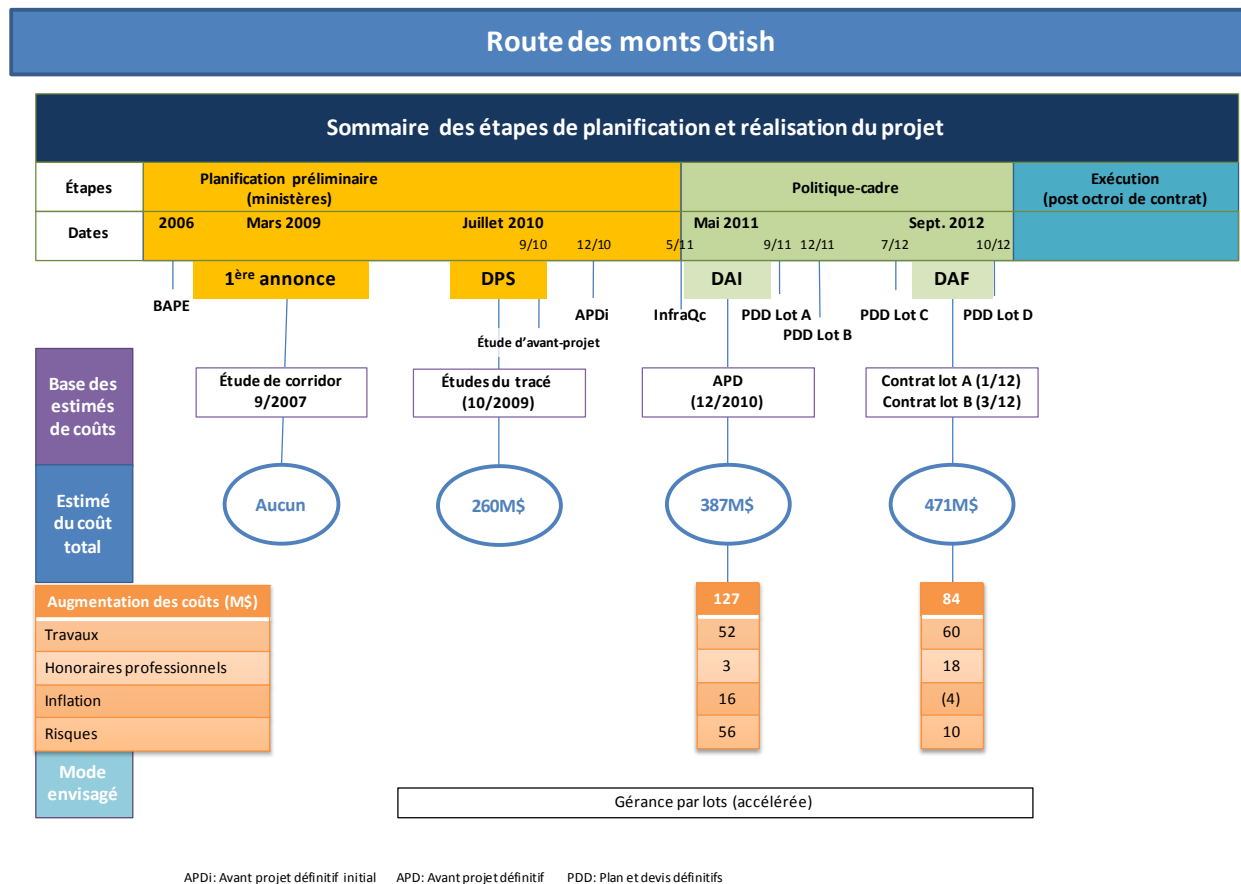 Route des monts Otish
Sommaire des étapes de planification et réalisation du projet
Étapes
Planification préliminaire
(ministères)
Politique-cadre
Exécution
(post octroi de contrat)
Dates
2006
Mars 2009
Juillet 2010
Mai 2011
Sept. 2012
9/10
12/10
5/11
9/11
12/11
7/12
10/12
1ère annonce
DPS
DAI
DAF
BAPE
APDi
InfraQc
PDD Lot A
PDD Lot B
PDD Lot C
PDD Lot D
Étude d'avant-projet
Base des
estimés
de coûts
Étude de corridor
9/2007
Études du tracé
(10/2009)
APD
(12/2010)
Contrat lot A (1/12)
Contrat lot B (3/12)
Estimé
du coût
total
Aucun
260M$
387M$
471M$
Augmentation des coûts (M$)
127
84
Travaux
52
60
Honoraires professionnels
3
18
Inflation
16
(4)
Risques
56
10
Mode
envisagé
Gérance par lots (accélérée)
APDi: Avant projet définitif initial APD: Avant projet définitif PDD: Plan et devis définitifs